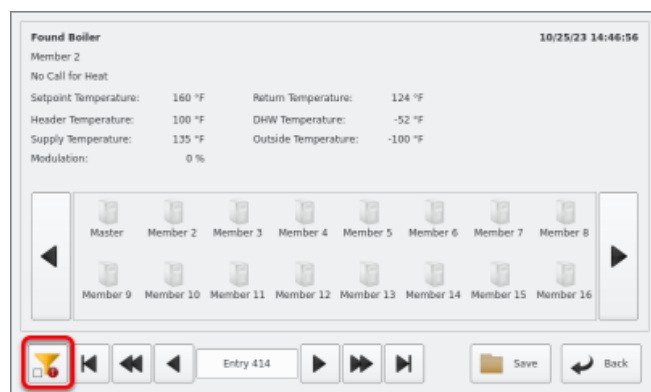 Found Boiler 10/25/23 14:46:56
Member 2
No Call for Heat
Setpoint Temperature: 160 °F Return Temperature: 124 °F
Header Temperature: 100 °F DHW Temperature: -52 °F
Supply Temperature: 135 °F Outside Temperature: -100 °F
Modulation: 0 %
Master Member 2 Member 3 Member 4 Member 5 Member 6 Member 7 Member 8
Member 9 Member 10 Member 11 Member 12 Member 13 Member 14 Member 15 Member 16
Entry 414 Save Back